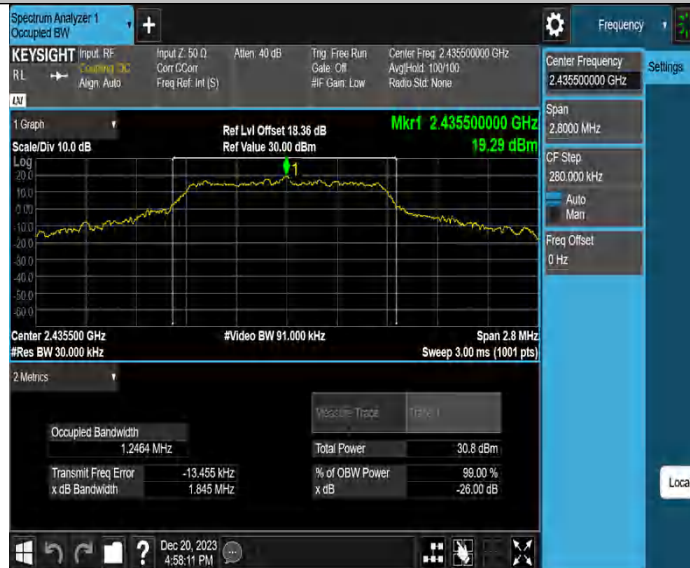 Spectrum Analyzer 1
Occupied BW
+
Frequency
KEYSIGHT Input: RF
Coupling: DC
Align: Auto
RL
Input Z: 50 Ω
Corr CCorr
Freq Ref: Int (S)
Atten: 40 dB
Trig: Free Run
Gate: Off
#IF Gain: Low
Center Freq: 2.435500000 GHz
Avg|Hold: 100/100
Radio Std: None
LXI
Center Frequency
2.435500000 GHz
Settings
Span
2.8000 MHz
CF Step
280.000 kHz
Auto
Man
Freq Offset
0 Hz
1 Graph
Scale/Div 10.0 dB
Ref Lvl Offset 18.36 dB
Ref Value 30.00 dBm
Mkr1 2.435500000 GHz
19.29 dBm
Log
20.0
10.0
0.00
-10.0
-20.0
-30.0
-40.0
-50.0
-60.0
1
Center 2.435500 GHz
#Res BW 30.000 kHz
#Video BW 91.000 kHz
Span 2.8 MHz
Sweep 3.00 ms (1001 pts)
2 Metrics
Measure Trace
Trace 1
Occupied Bandwidth
1.2464 MHz
Total Power
30.8 dBm
Transmit Freq Error
-13.455 kHz
% of OBW Power
99.00 %
x dB Bandwidth
1.845 MHz
x dB
-26.00 dB
Loca
?
Dec 20, 2023
4:58:11 PM